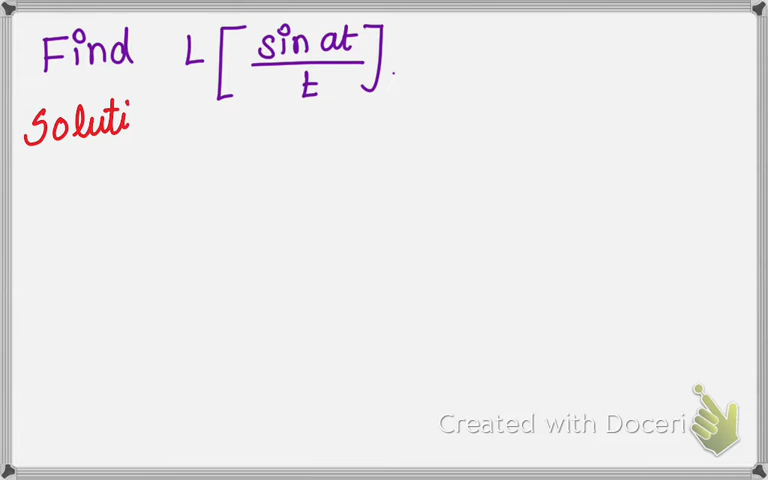 Find L[sin at / t].
Soluti
Created with Doceri